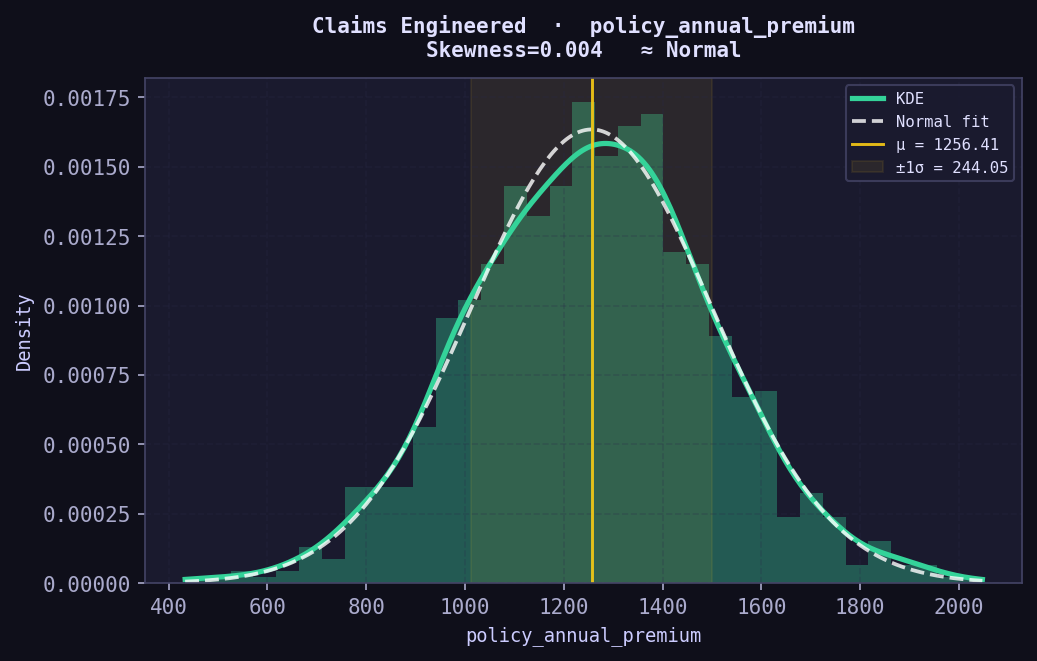 Claims Engineered · policy_annual_premium
Skewness=0.004 ≈ Normal
KDE
Normal fit
μ = 1256.41
±1σ = 244.05
Density
0.00175
0.00150
0.00125
0.00100
0.00075
0.00050
0.00025
0.00000
400 600 800 1000 1200 1400 1600 1800 2000
policy_annual_premium